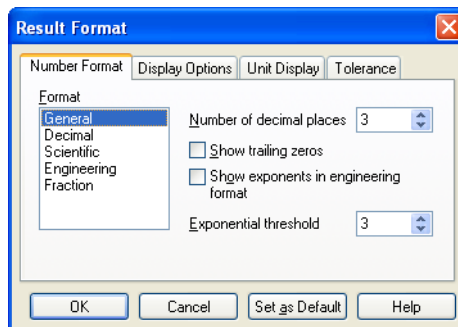 Result Format
Number Format
Display Options
Unit Display
Tolerance
Format
General
Decimal
Scientific
Engineering
Fraction
Number of decimal places 3
Show trailing zeros
Show exponents in engineering
format
Exponential threshold 3
OK
Cancel
Set as Default
Help